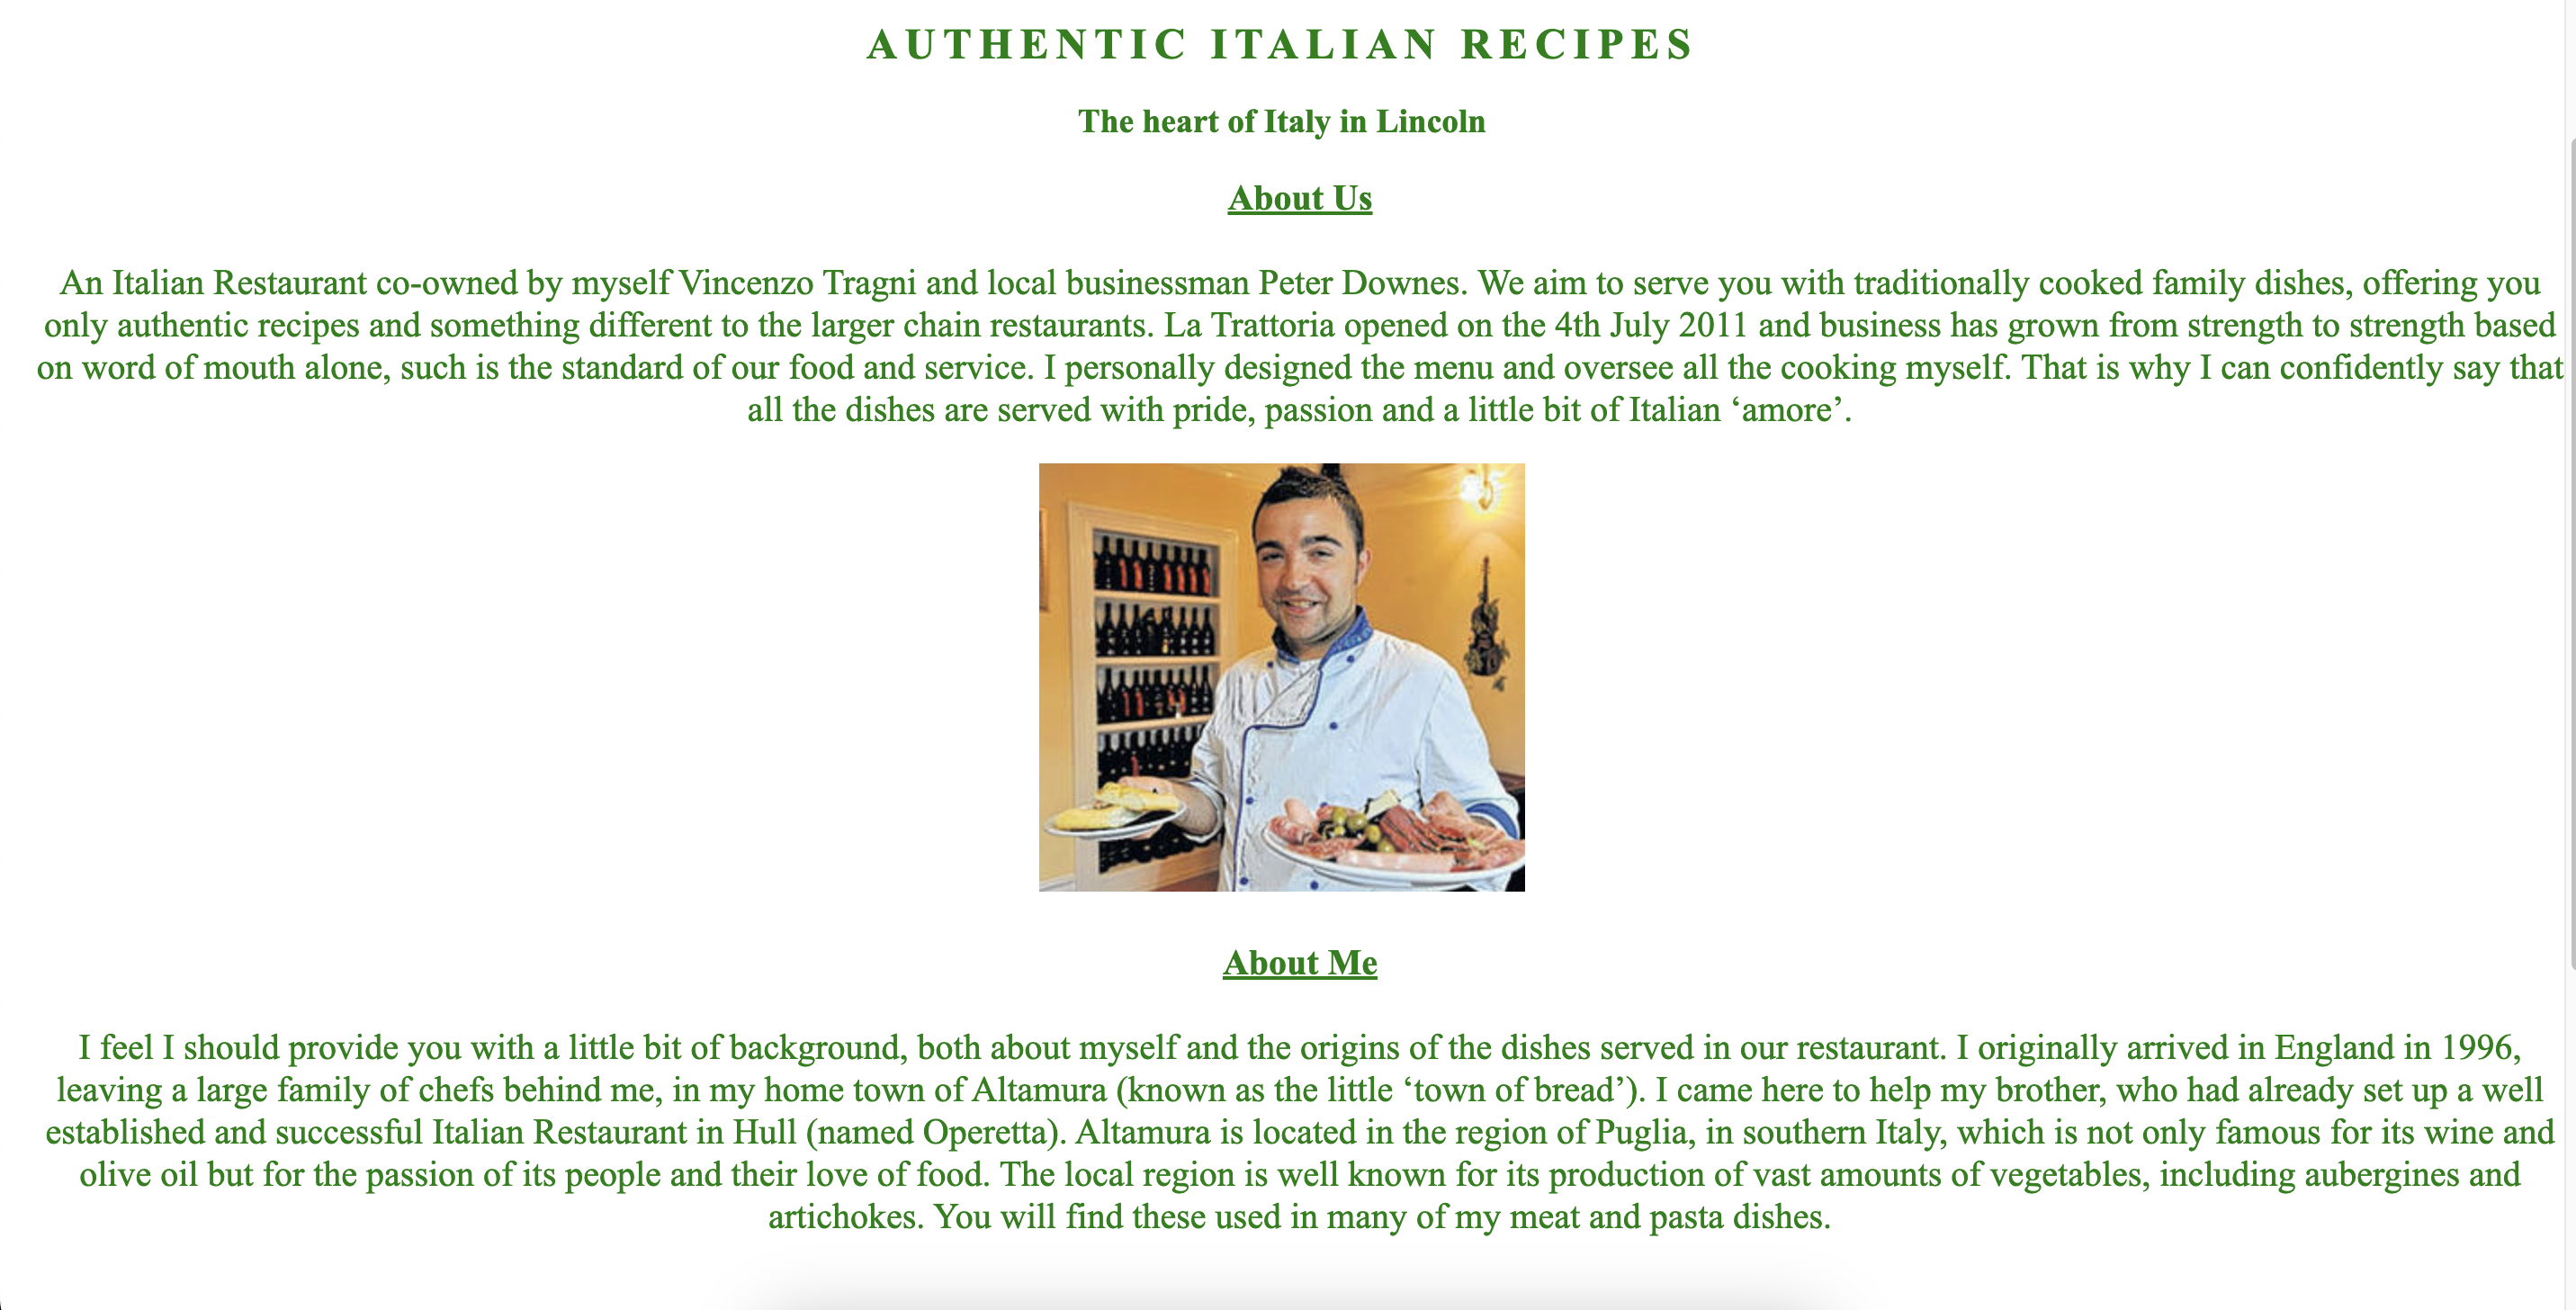 AUTHENTIC ITALIAN RECIPES
The heart of Italy in Lincoln
About Us
An Italian Restaurant co-owned by myself Vincenzo Tragni and local businessman Peter Downes. We aim to serve you with traditionally cooked family dishes, offering you
only authentic recipes and something different to the larger chain restaurants. La Trattoria opened on the 4th July 2011 and business has grown from strength to strength based
on word of mouth alone, such is the standard of our food and service. I personally designed the menu and oversee all the cooking myself. That is why I can confidently say that
all the dishes are served with pride, passion and a little bit of Italian ‘amore’.
About Me
I feel I should provide you with a little bit of background, both about myself and the origins of the dishes served in our restaurant. I originally arrived in England in 1996,
leaving a large family of chefs behind me, in my home town of Altamura (known as the little ‘town of bread’). I came here to help my brother, who had already set up a well
established and successful Italian Restaurant in Hull (named Operetta). Altamura is located in the region of Puglia, in southern Italy, which is not only famous for its wine and
olive oil but for the passion of its people and their love of food. The local region is well known for its production of vast amounts of vegetables, including aubergines and
artichokes. You will find these used in many of my meat and pasta dishes.